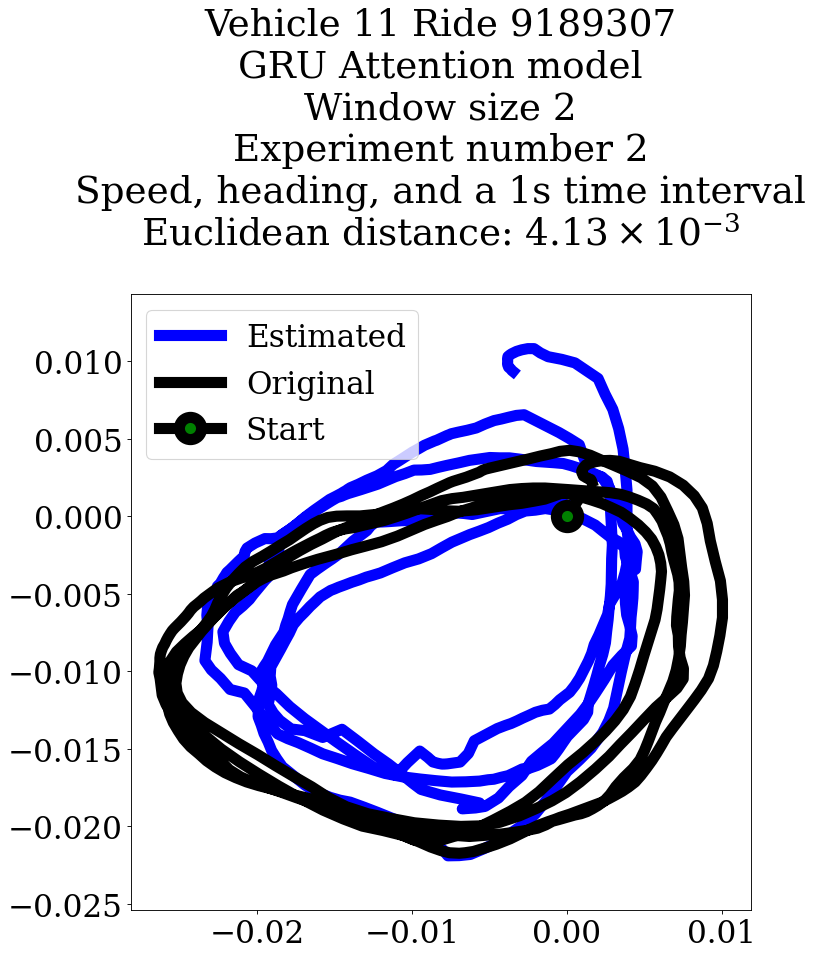 Vehicle 11 Ride 9189307
GRU Attention model
Window size 2
Experiment number 2
Speed, heading, and a 1s time interval
Euclidean distance: 4.13 × 10⁻³
Estimated
Original
Start
0.010
0.005
0.000
−0.005
−0.010
−0.015
−0.020
−0.025
−0.02 −0.01 0.00 0.01